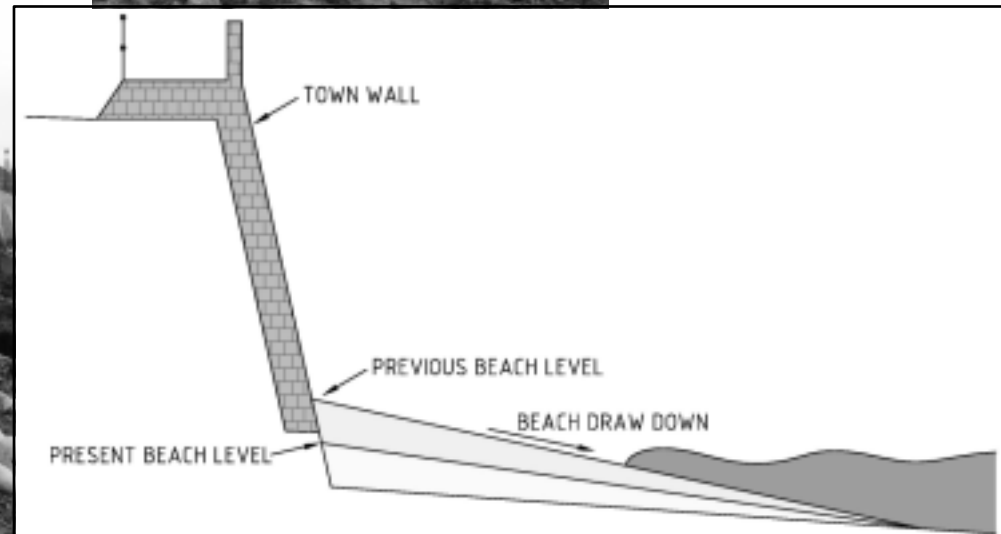 TOWN WALL
PREVIOUS BEACH LEVEL
BEACH DRAW DOWN
PRESENT BEACH LEVEL